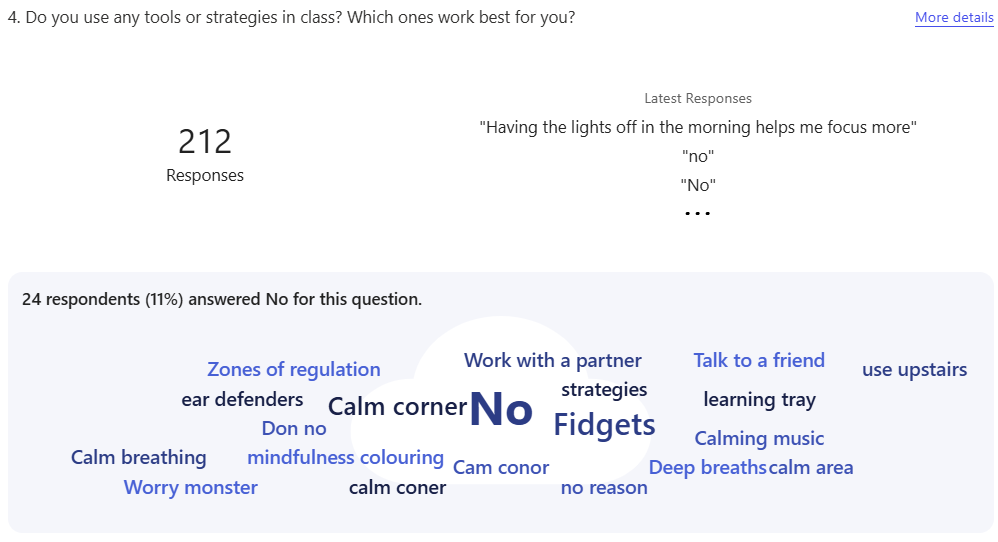 4. Do you use any tools or strategies in class? Which ones work best for you?
More details
212
Responses
Latest Responses
"Having the lights off in the morning helps me focus more"
"no"
"No"
...
24 respondents (11%) answered No for this question.
Work with a partner
Talk to a friend
Zones of regulation
use upstairs
strategies
ear defenders
Calm corner
No
learning tray
Fidgets
Don no
Calming music
Calm breathing
mindfulness colouring
Cam conor
Deep breaths
calm area
Worry monster
calm coner
no reason